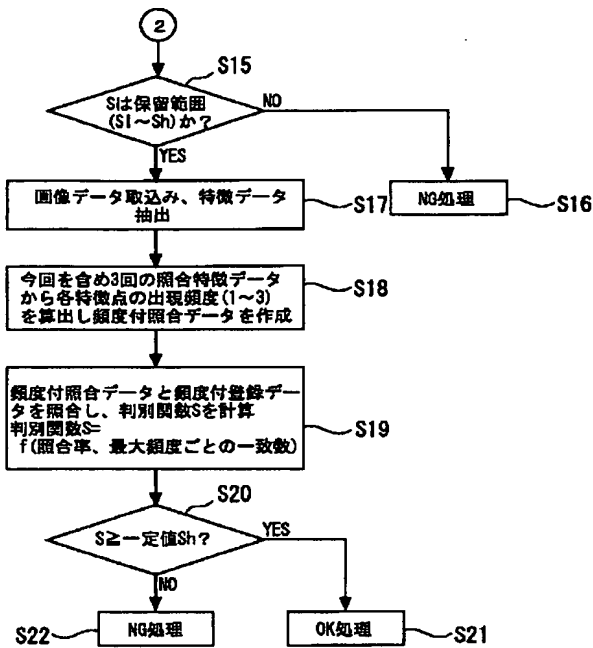 2
S15
Sは保留範囲
(Sl~Sh)か？
NO
YES
画像データ取込み、特徴データ
抽出
S17
NG処理
S16
今回を含め3回の照合特徴データ
から各特徴点の出現頻度(1~3)
を算出し頻度付照合データを作成
S18
頻度付照合データと頻度付登録デー
タを照合し、判別関数Sを計算
判別関数S=
f(照合率、最大頻度ごとの一致数)
S19
S20
S≧一定値Sh？
YES
NO
S22
NG処理
OK処理
S21